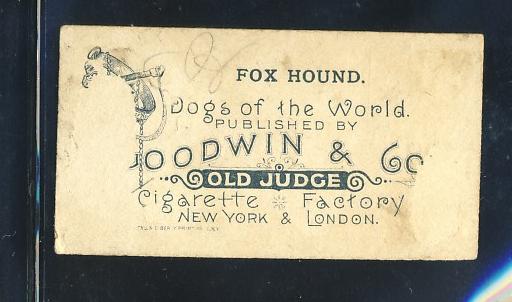 FOX HOUND.
Dogs of the World.
PUBLISHED BY
GOODWIN & Co
OLD JUDGE
Cigarette Factory
NEW YORK & LONDON.